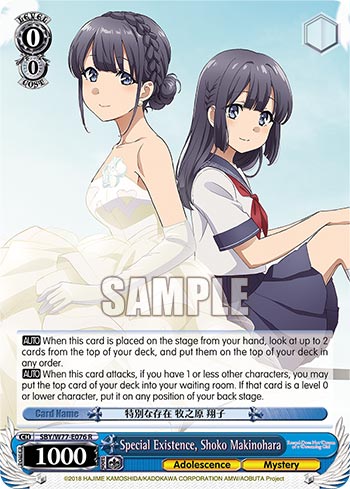 LEVEL
0
0
COST
SAMPLE
AUTO When this card is placed on the stage from your hand, look at up to 2
cards from the top of your deck, and put them on the top of your deck in
any order.
AUTO When this card attacks, if you have 1 or less other characters, you may
put the top card of your deck into your waiting room. If that card is a level 0
or lower character, put it on any position of your back stage.
Card Name
特別な存在 牧之原 翔子
CH
SBY/W77-E076 R
Special Existence, Shoko Makinohara
1000
Adolescence
Mystery
©2018 HAJIME KAMOSHIDA/KADOKAWA CORPORATION AMW/AOBUTA Project